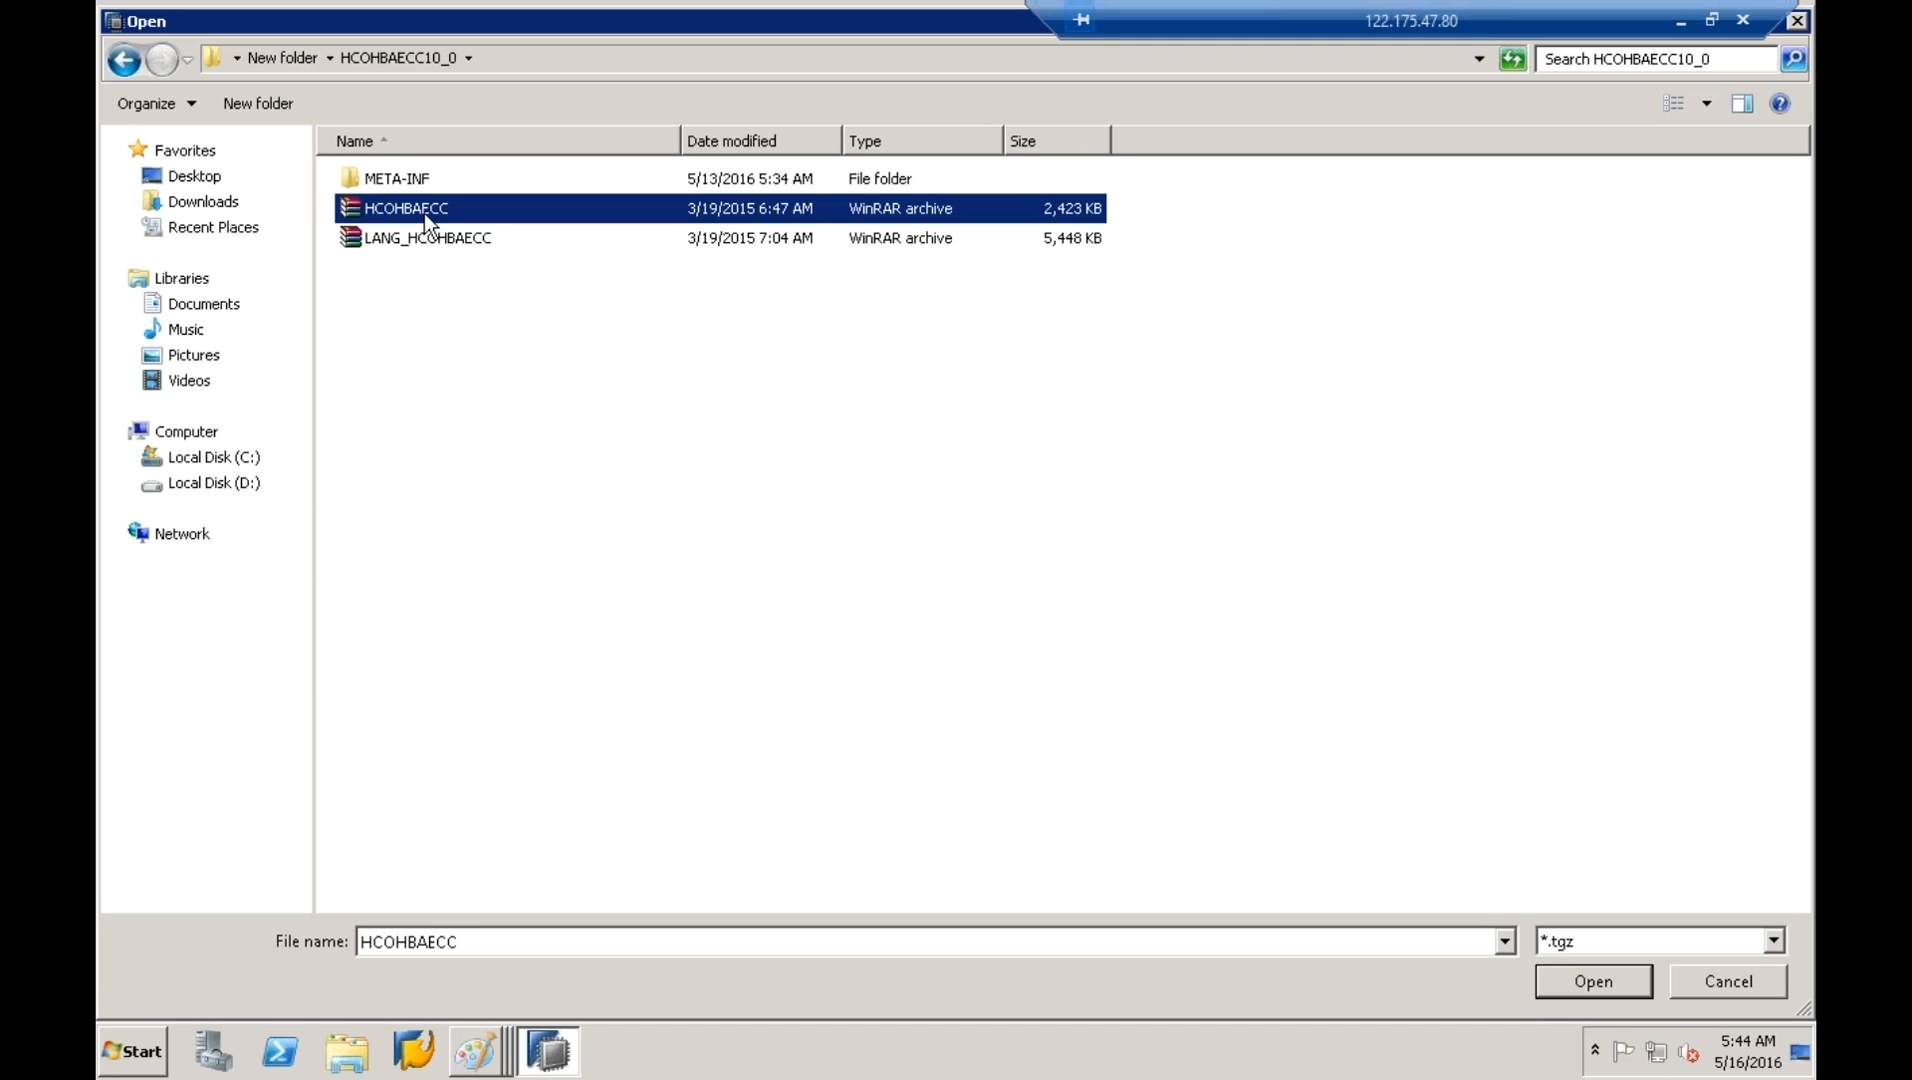 Open
122.175.47.80
New folder HCOHBAECC10_0
Search HCOHBAECC10_0
Organize New folder
Name Date modified Type Size
Favorites
Desktop
Downloads
Recent Places
Libraries
Documents
Music
Pictures
Videos
Computer
Local Disk (C:)
Local Disk (D:)
Network
META-INF 5/13/2016 5:34 AM File folder
HCOHBAECC 3/19/2015 6:47 AM WinRAR archive 2,423 KB
LANG_HCOHBAECC 3/19/2015 7:04 AM WinRAR archive 5,448 KB
File name: HCOHBAECC *.tgz
Open Cancel
Start
5:44 AM
5/16/2016